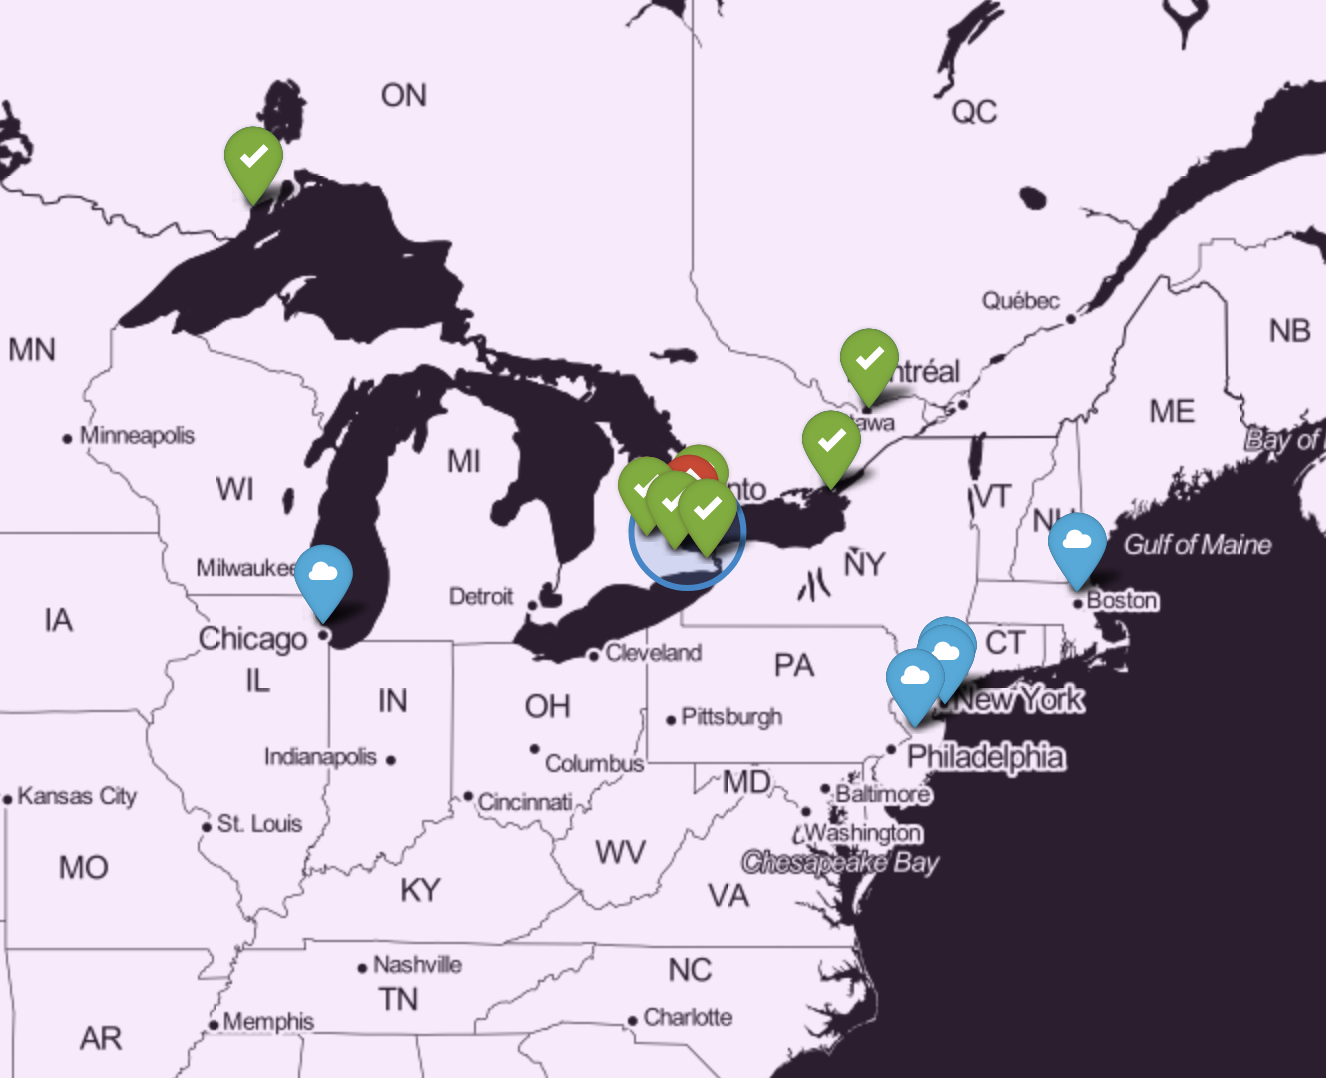 ON
QC
Québec
NB
MN
ntréal
ME
Minneapolis
MI
tawa
Bay of
WI
nto
VT
NH
Gulf of Maine
Milwaukee
NY
Detroit
Boston
IA
Chicago
Cleveland
CT
IL
PA
IN
OH
Pittsburgh
New York
Indianapolis
Columbus
Philadelphia
MD
Kansas City
Cincinnati
Baltimore
St. Louis
Washington
MO
WV
Chesapeake Bay
KY
VA
Nashville
NC
TN
Memphis
Charlotte
AR